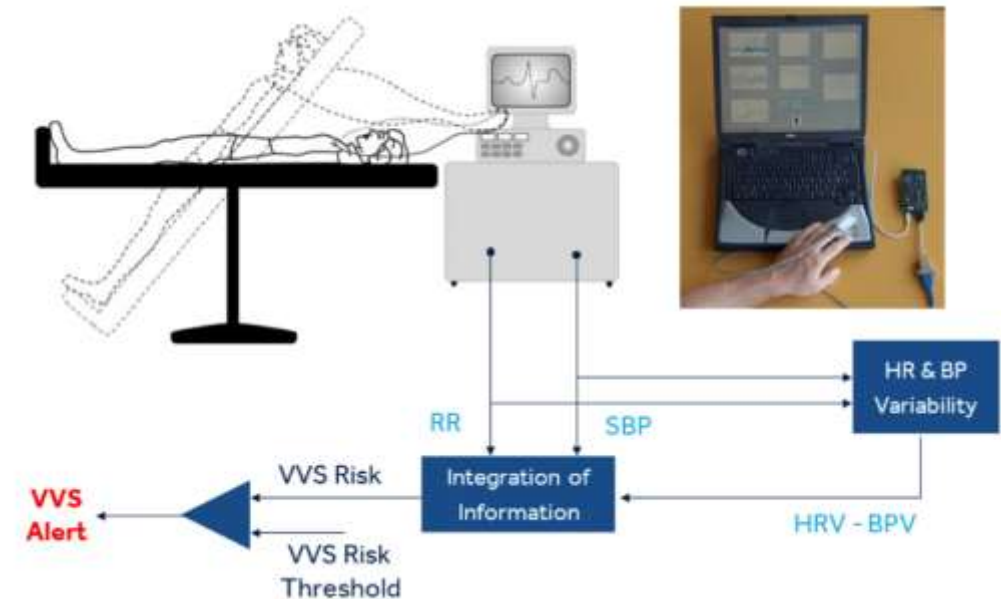 HR & BP
Variability
RR
SBP
Integration of
Information
VVS Risk
HRV - BPV
VVS
Alert
VVS Risk
Threshold